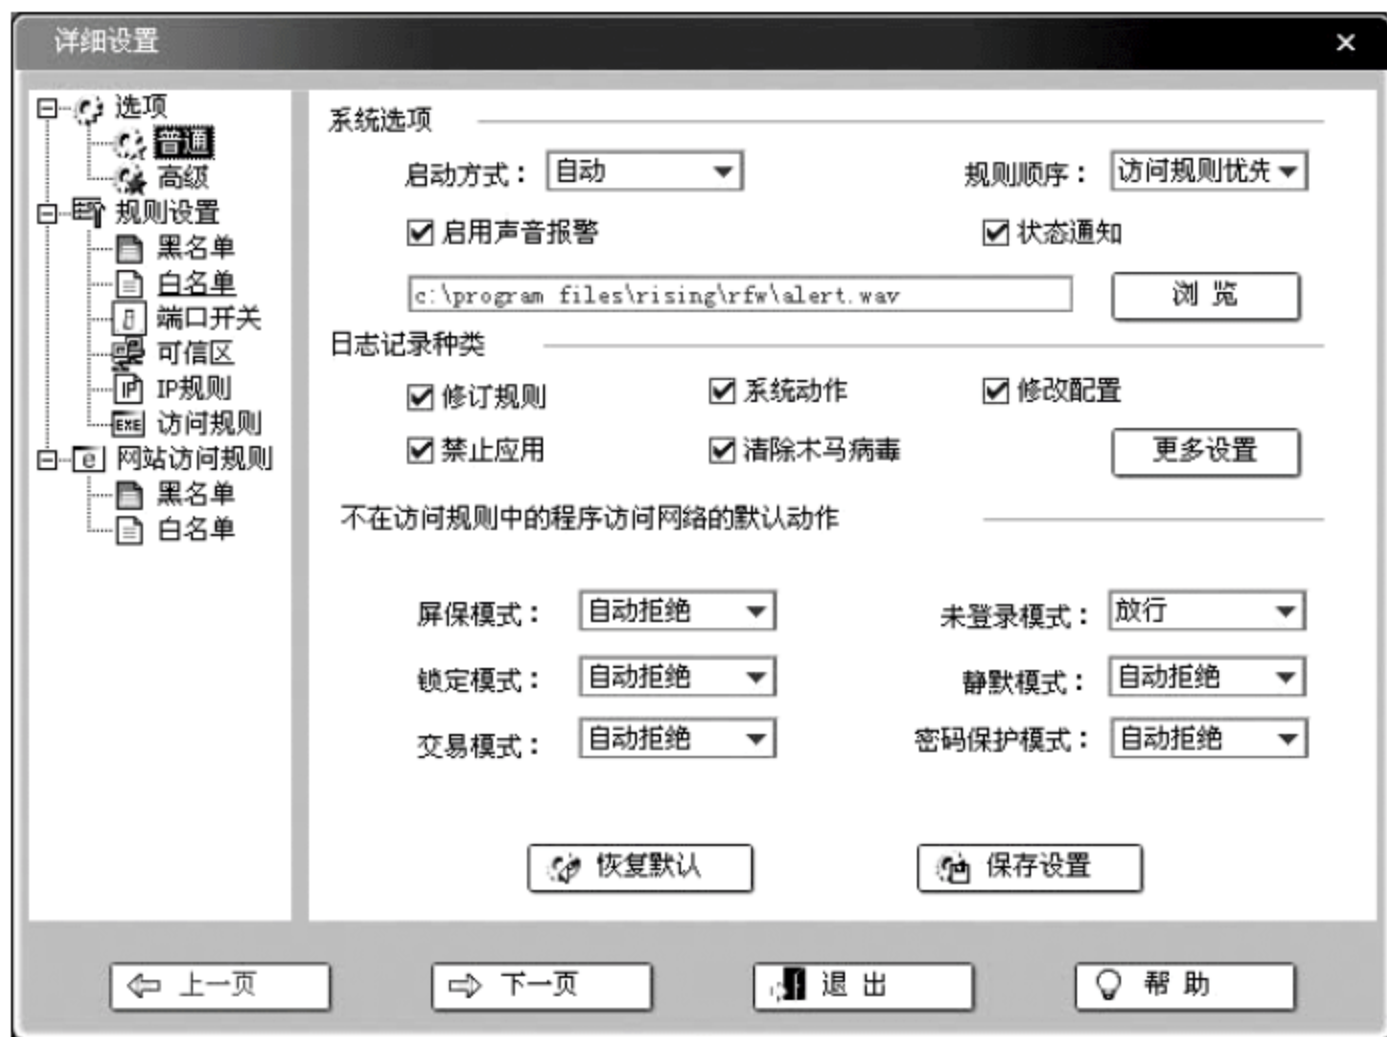 详细设置
选项
普通
高级
规则设置
黑名单
白名单
端口开关
可信区
IP规则
访问规则
网站访问规则
黑名单
白名单
系统选项
启动方式： 自动 规则顺序： 访问规则优先
启用声音报警 状态通知
c:\program files\rising\rfw\alert.wav 浏 览
日志记录种类
修订规则 系统动作 修改配置
禁止应用 清除木马病毒 更多设置
不在访问规则中的程序访问网络的默认动作
屏保模式： 自动拒绝 未登录模式： 放行
锁定模式： 自动拒绝 静默模式： 自动拒绝
交易模式： 自动拒绝 密码保护模式： 自动拒绝
恢复默认 保存设置
上一页 下一页 退 出 帮 助